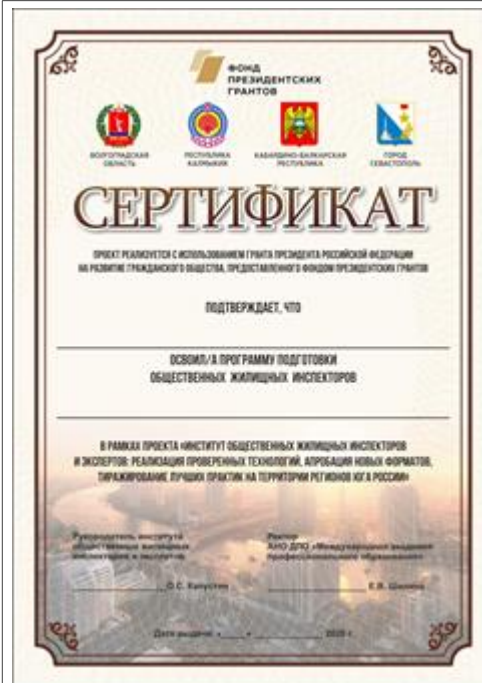 ФОНД
ПРЕЗИДЕНТСКИХ
ГРАНТОВ
ВОЛГОГРАДСКАЯ ОБЛАСТЬ
РЕСПУБЛИКА КАЛМЫКИЯ
КАБАРДИНО-БАЛКАРСКАЯ РЕСПУБЛИКА
ГОРОД СЕВАСТОПОЛЬ
СЕРТИФИКАТ
ПРОЕКТ РЕАЛИЗУЕТСЯ С ИСПОЛЬЗОВАНИЕМ ГРАНТА ПРЕЗИДЕНТА РОССИЙСКОЙ ФЕДЕРАЦИИ
НА РАЗВИТИЕ ГРАЖДАНСКОГО ОБЩЕСТВА, ПРЕДОСТАВЛЕННОГО ФОНДОМ ПРЕЗИДЕНТСКИХ ГРАНТОВ
ПОДТВЕРЖДАЕТ, ЧТО
ОСВОИЛ/А ПРОГРАММУ ПОДГОТОВКИ
ОБЩЕСТВЕННЫХ ЖИЛИЩНЫХ ИНСПЕКТОРОВ
В РАМКАХ ПРОЕКТА «ИНСТИТУТ ОБЩЕСТВЕННЫХ ЖИЛИЩНЫХ ИНСПЕКТОРОВ
И ЭКСПЕРТОВ: РЕАЛИЗАЦИЯ ПРОВЕРЕННЫХ ТЕХНОЛОГИЙ, АПРОБАЦИЯ НОВЫХ ФОРМАТОВ,
ТИРАЖИРОВАНИЕ ЛУЧШИХ ПРАКТИК НА ТЕРРИТОРИИ РЕГИОНОВ ЮГА РОССИИ»
Руководитель института
общественных жилищных
инспекторов и экспертов
О.С. Капустин
Ректор
АНО ДПО «Международная академия
профессионального образования»
Е.В.
Дата выдачи: « » 2020 г.